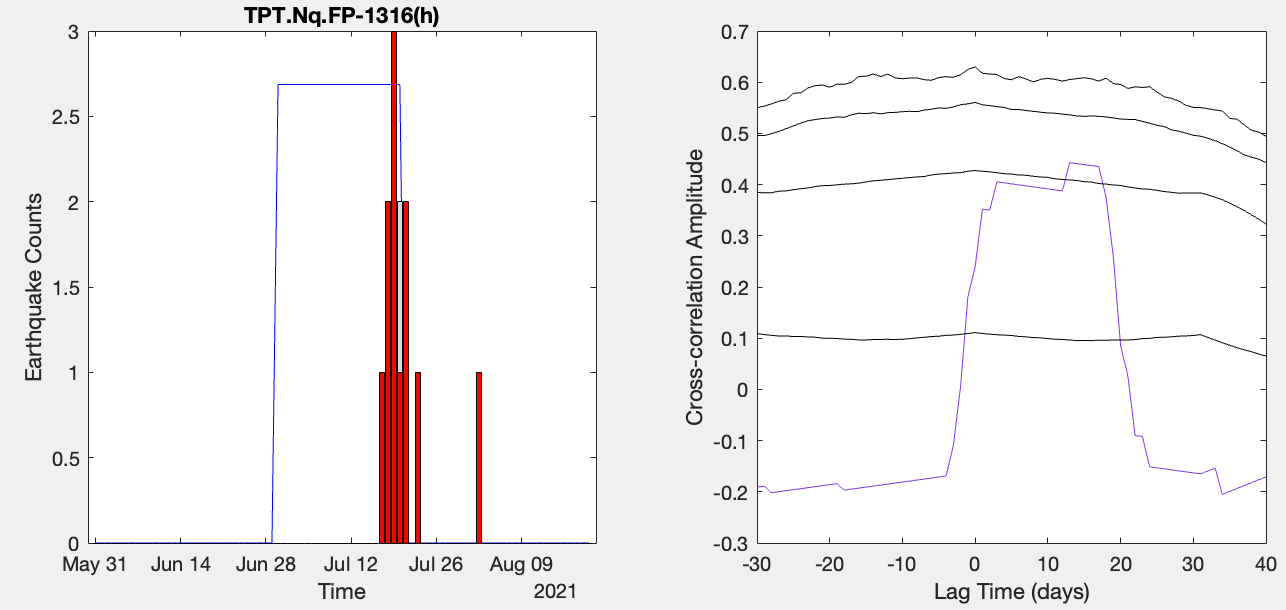 TPT.Nq.FP-1316(h)
3
2.5
2
1.5
1
0.5
0
Earthquake Counts
May 31 Jun 14 Jun 28 Jul 12 Jul 26 Aug 09
Time
2021
0.7
0.6
0.5
0.4
0.3
0.2
0.1
0
-0.1
-0.2
-0.3
Cross-correlation Amplitude
-30 -20 -10 0 10 20 30 40
Lag Time (days)